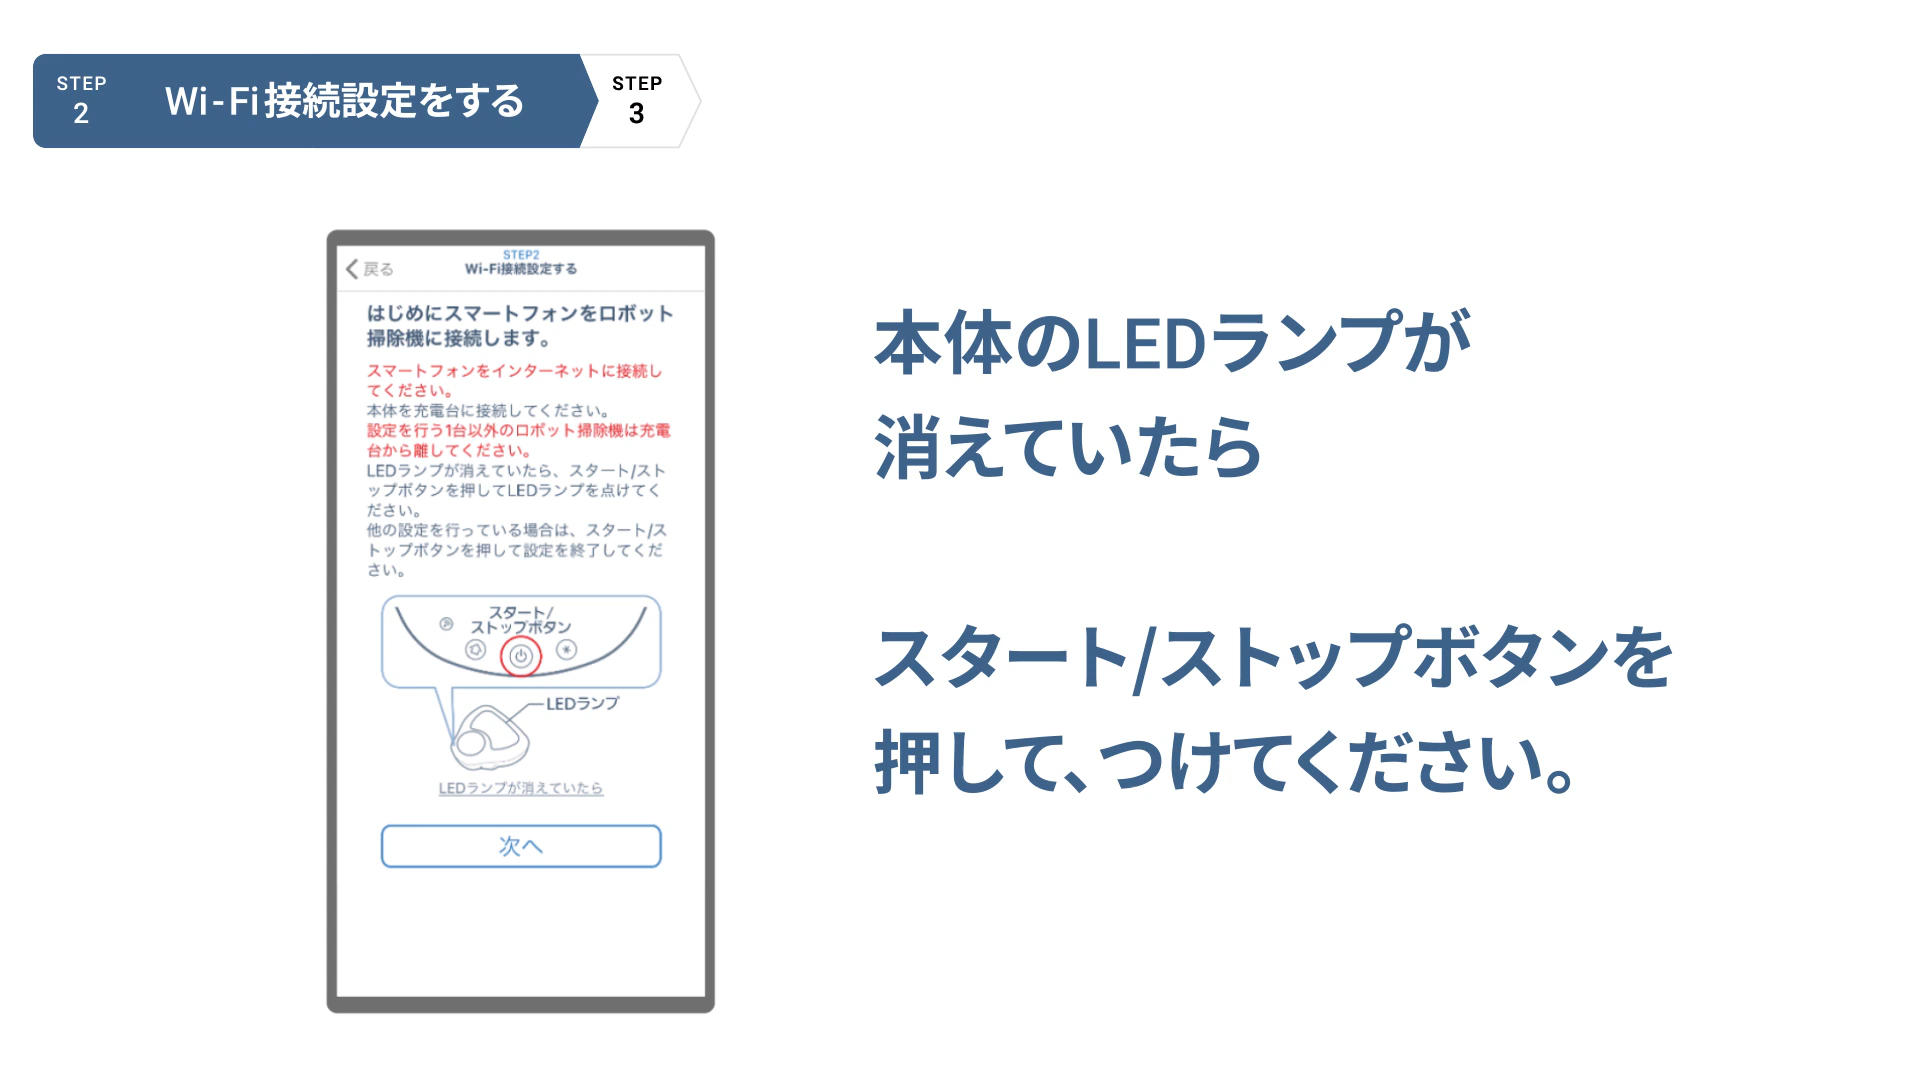 STEP
2
Wi-Fi接続設定をする
STEP
3
戻る
STEP2
Wi-Fi接続設定する
はじめにスマートフォンをロボット
掃除機に接続します。
スマートフォンをインターネットに接続し
てください。
本体を充電台に接続してください。
設定を行う1台以外のロボット掃除機は充電
台から離してください。
LEDランプが消えていたら、スタート/スト
ップボタンを押してLEDランプを点けてく
ださい。
他の設定を行っている場合は、スタート/ス
トップボタンを押して設定を終了してくだ
さい。
スタート/
ストップボタン
LEDランプ
LEDランプが消えていたら
次へ
本体のLEDランプが
消えていたら
スタート/ストップボタンを
押して、つけてください。